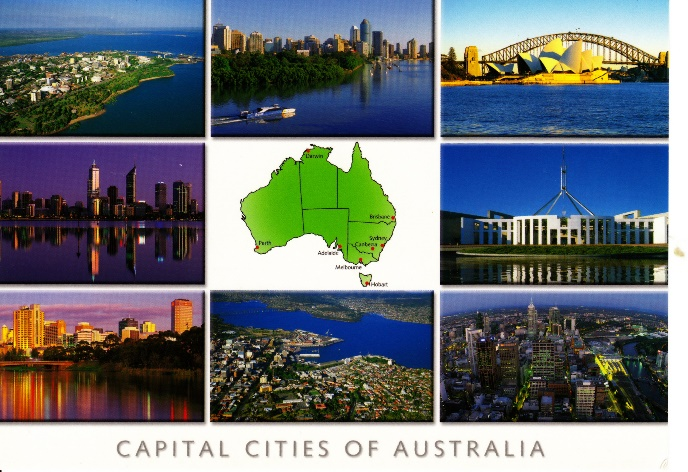 Darwin
Brisbane
Sydney
Canberra
Perth
Adelaide
Melbourne
Hobart
CAPITAL CITIES OF AUSTRALIA